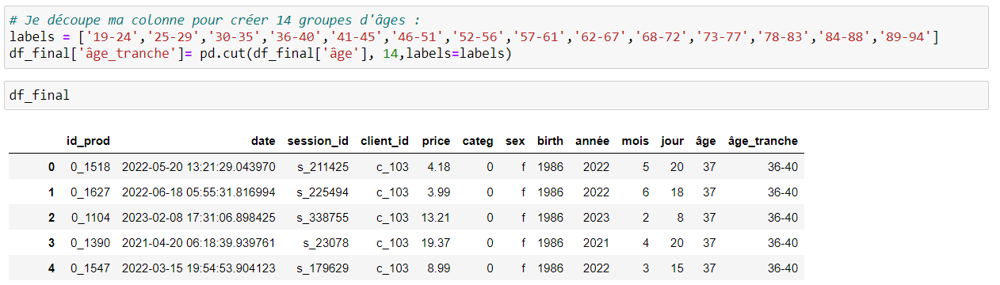 # Je découpe ma colonne pour créer 14 groupes d'âges :
labels = ['19-24','25-29','30-35','36-40','41-45','46-51','52-56','57-61','62-67','68-72','73-77','78-83','84-88','89-94']
df_final['âge_tranche']= pd.cut(df_final['âge'], 14,labels=labels)
df_final
id_prod date session_id client_id price categ sex birth année mois jour âge âge_tranche
0 0_1518 2022-05-20 13:21:29.043970 s_211425 c_103 4.18 0 f 1986 2022 5 20 37 36-40
1 0_1627 2022-06-18 05:55:31.816994 s_225494 c_103 3.99 0 f 1986 2022 6 18 37 36-40
2 0_1104 2023-02-08 17:31:06.898425 s_338755 c_103 13.21 0 f 1986 2023 2 8 37 36-40
3 0_1390 2021-04-20 06:18:39.939761 s_23078 c_103 19.37 0 f 1986 2021 4 20 37 36-40
4 0_1547 2022-03-15 19:54:53.904123 s_179629 c_103 8.99 0 f 1986 2022 3 15 37 36-40